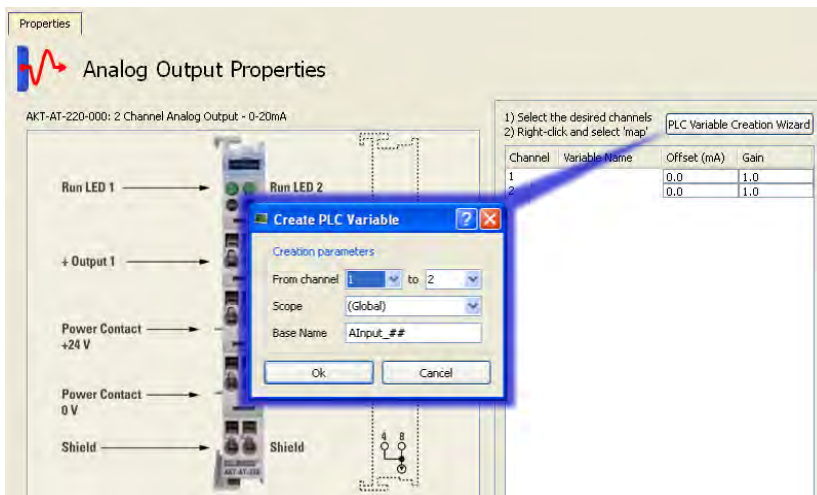 Properties
Analog Output Properties
AKT-AT-220-000: 2 Channel Analog Output - 0-20mA
1) Select the desired channels
2) Right-click and select 'map'
PLC Variable Creation Wizard
Channel Variable Name Offset (mA) Gain
1 0.0 1.0
2 0.0 1.0
Run LED 1
Run LED 2
+ Output 1
Power Contact
+24 V
Power Contact
0 V
Shield
Shield
4 8
AKT-AT-220
Create PLC Variable
Creation parameters
From channel 1 to 2
Scope (Global)
Base Name AInput_##
Ok Cancel